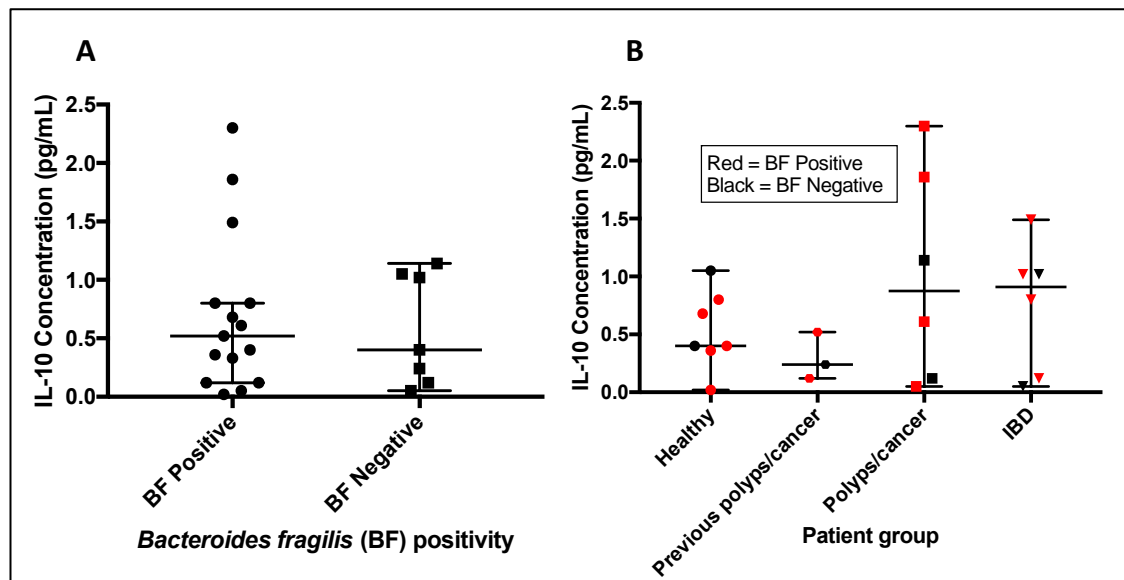 A
IL-10 Concentration (pg/mL)
2.5
2.0
1.5
1.0
0.5
0.0
BF Positive
BF Negative
Bacteroides fragilis (BF) positivity
B
IL-10 Concentration (pg/mL)
2.5
2.0
1.5
1.0
0.5
0.0
Red = BF Positive
Black = BF Negative
Healthy
Previous polyps/cancer
Polyps/cancer
IBD
Patient group